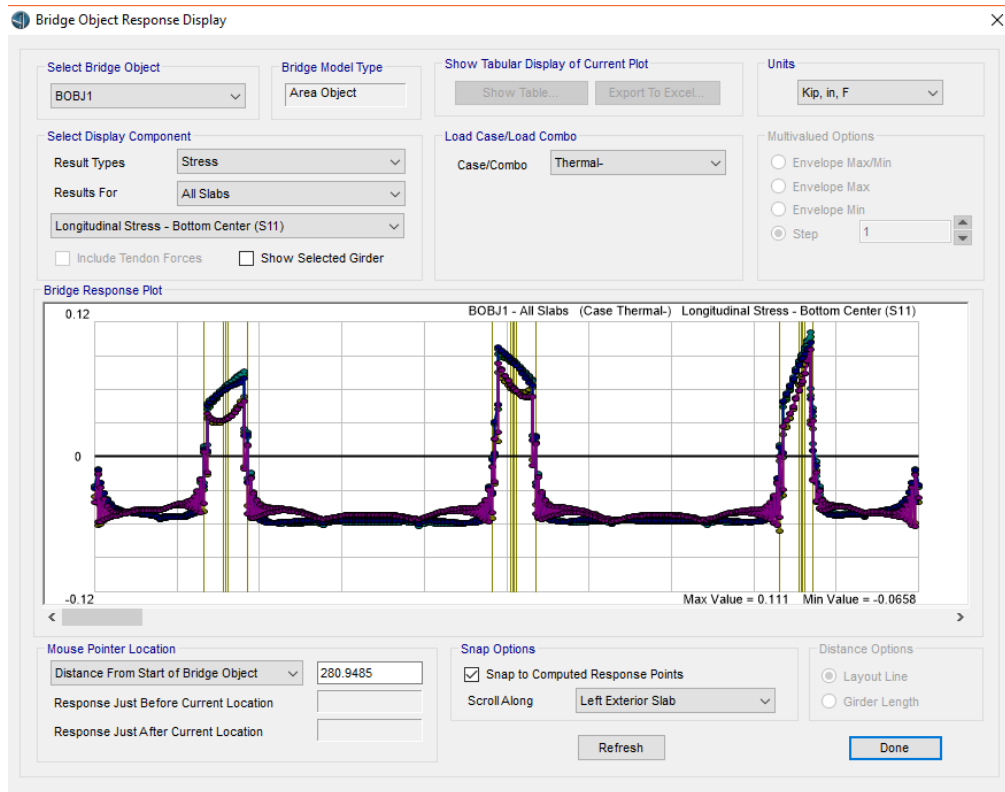 Bridge Object Response Display
Select Bridge Object
BOBJ1
Bridge Model Type
Area Object
Show Tabular Display of Current Plot
Show Table...
Export To Excel...
Units
Kip, in, F
Select Display Component
Result Types
Stress
Results For
All Slabs
Longitudinal Stress - Bottom Center (S11)
Include Tendon Forces
Show Selected Girder
Load Case/Load Combo
Case/Combo
Thermal-
Multivalued Options
Envelope Max/Min
Envelope Max
Envelope Min
Step
1
Bridge Response Plot
0.12
BOBJ1 - All Slabs (Case Thermal-) Longitudinal Stress - Bottom Center (S11)
0
-0.12
Max Value = 0.111 Min Value = -0.0658
Mouse Pointer Location
Distance From Start of Bridge Object
280.9485
Response Just Before Current Location
Response Just After Current Location
Snap Options
Snap to Computed Response Points
Scroll Along
Left Exterior Slab
Distance Options
Layout Line
Girder Length
Refresh
Done